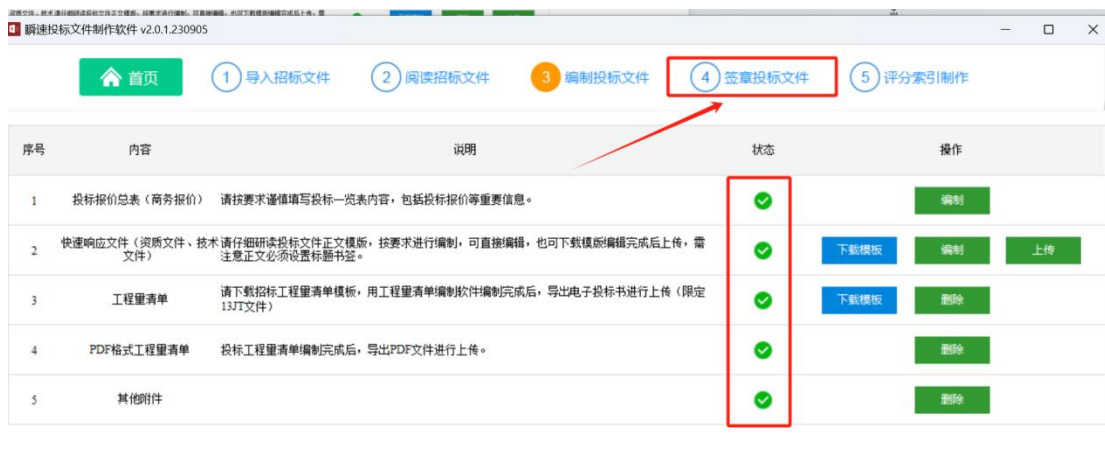 瞬速投标文件制作软件 v2.0.1.230905
首页 1 导入招标文件 2 阅读招标文件 3 编制投标文件 4 签章投标文件 5 评分索引制作
序号 内容 说明 状态 操作
1 投标报价总表（商务报价） 请按要求谨慎填写投标一览表内容，包括投标报价等重要信息。 编制
2 快速响应文件（资质文件、技术文件） 请仔细研读投标文件正文模版，按要求进行编制，可直接编辑，也可下载模版编辑完成后上传，需
注意正文必须设置标题书签。 下载模板 编制 上传
3 工程量清单 请下载招标工程量清单模板，用工程量清单编制软件编制完成后，导出电子投标书进行上传（限定
13JT文件） 下载模板 删除
4 PDF格式工程量清单 投标工程量清单编制完成后，导出PDF文件进行上传。 删除
5 其他附件 删除